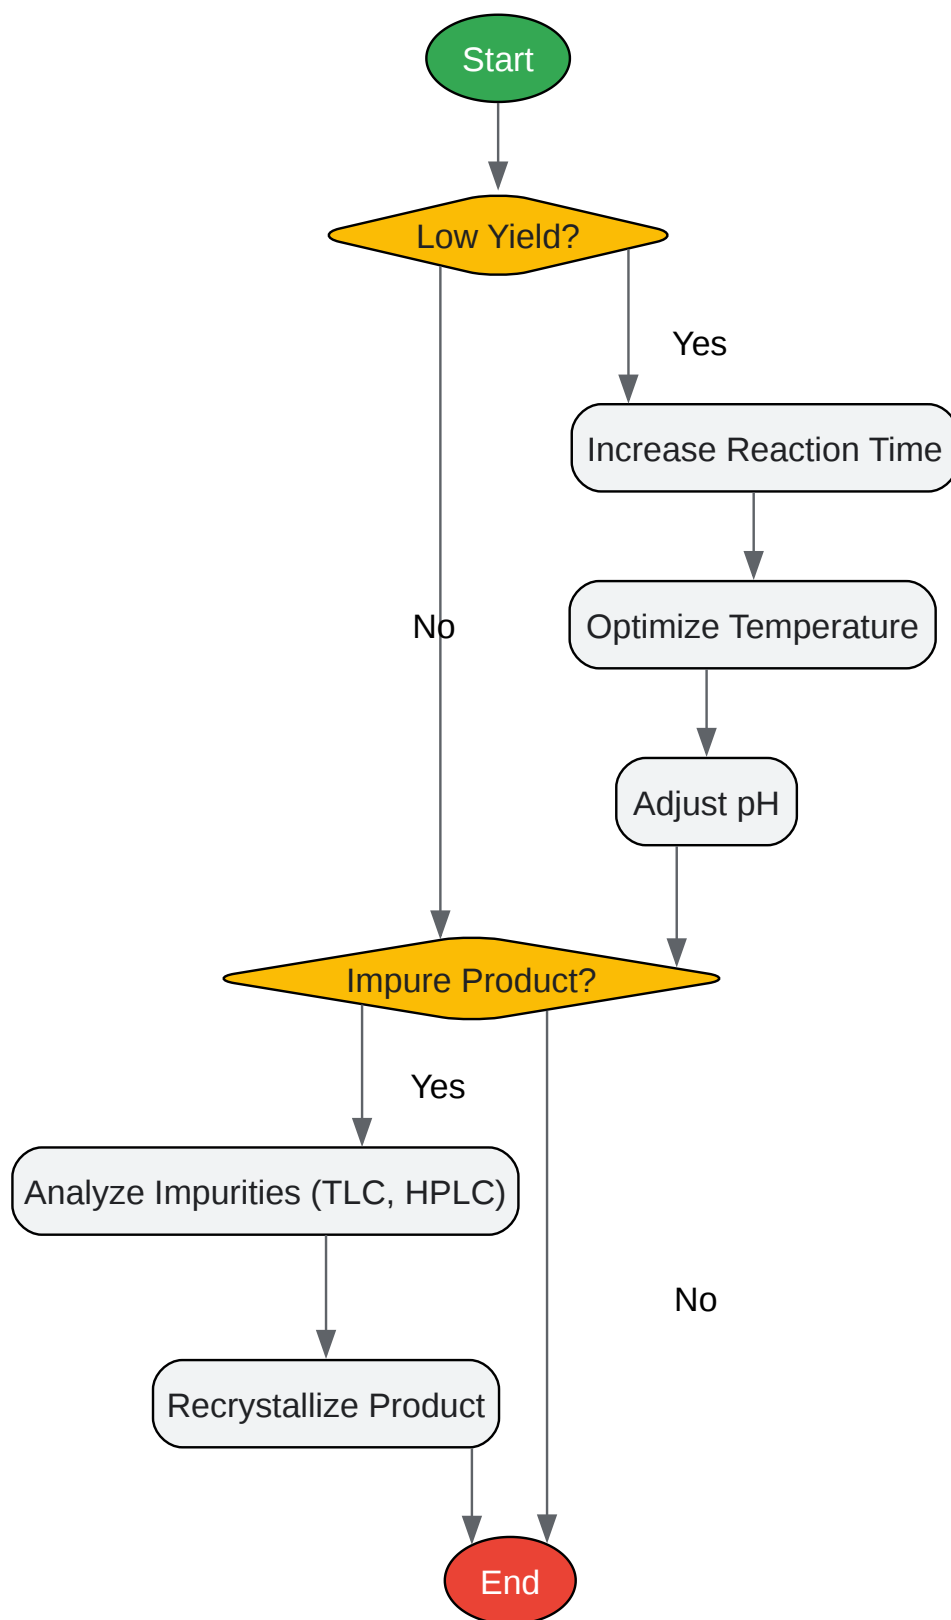 Start
Low Yield?
Yes
Increase Reaction Time
No
Optimize Temperature
Adjust pH
Impure Product?
Yes
Analyze Impurities (TLC, HPLC)
No
Recrystallize Product
End